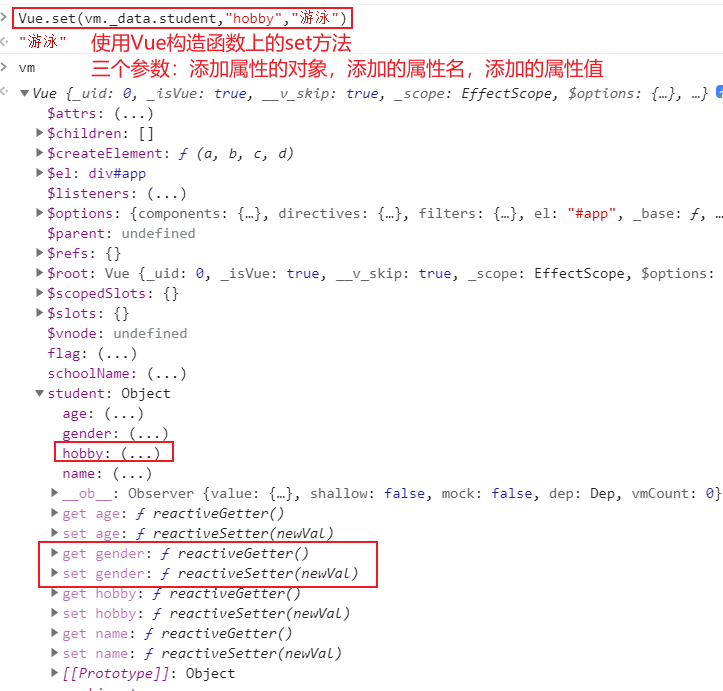 > Vue.set(vm._data.student,"hobby","游泳")
<· "游泳" 使用Vue构造函数上的set方法
> vm 三个参数：添加属性的对象，添加的属性名，添加的属性值
<· ▼Vue {_uid: 0, _isVue: true, __v_skip: true, _scope: EffectScope, $options: {…}, …}
$attrs: (...)
▶$children: []
▶$createElement: ƒ (a, b, c, d)
▶$el: div#app
$listeners: (...)
▶$options: {components: {…}, directives: {…}, filters: {…}, el: "#app", _base: ƒ, …
$parent: undefined
▶$refs: {}
▶$root: Vue {_uid: 0, _isVue: true, __v_skip: true, _scope: EffectScope, $options:
▶$scopedSlots: {}
▶$slots: {}
$vnode: undefined
flag: (...)
schoolName: (...)
▼student: Object
age: (...)
gender: (...)
hobby: (...)
name: (...)
▶__ob__: Observer {value: {…}, shallow: false, mock: false, dep: Dep, vmCount: 0}
▶get age: ƒ reactiveGetter()
▶set age: ƒ reactiveSetter(newVal)
▶get gender: ƒ reactiveGetter()
▶set gender: ƒ reactiveSetter(newVal)
▶get hobby: ƒ reactiveGetter()
▶set hobby: ƒ reactiveSetter(newVal)
▶get name: ƒ reactiveGetter()
▶set name: ƒ reactiveSetter(newVal)
▶[[Prototype]]: Object